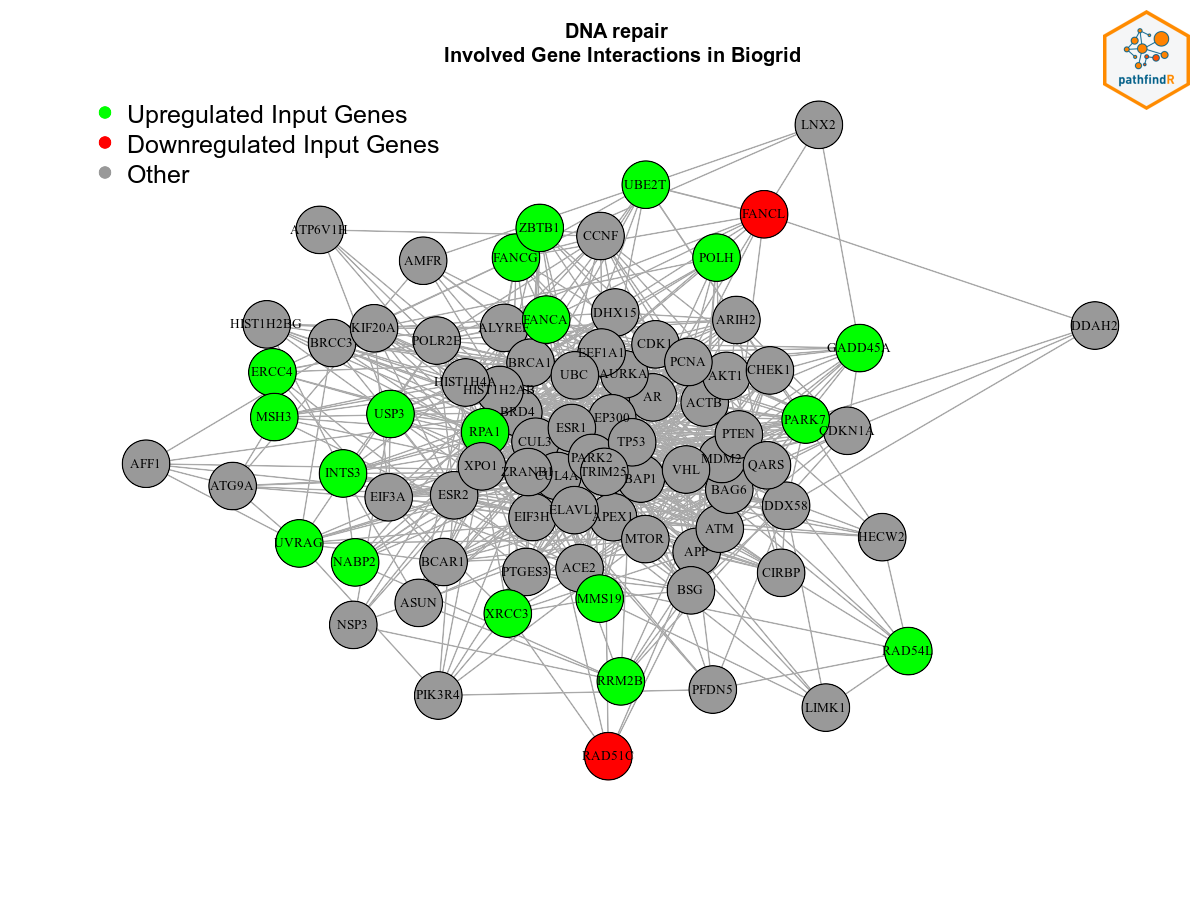 DNA repair
Involved Gene Interactions in Biogrid
pathfindR
Upregulated Input Genes
Downregulated Input Genes
Other
LNX2
UBE2T
FANCL
ATP6V1H
ZBTB1
CCNF
AMFR
FANCG
POLH
HIST1H2BG
KIF20A
BRCC3
POLR2E
ALYREF
FANCA
DHX15
ARIH2
DDAH2
CDK1
EEF1A1
GADD45A
BRCA1
PCNA
ERCC4
HIST1H4A
UBC
AURKA
AKT1
CHEK1
HIST1H2AB
AR
ACTB
MSH3
USP3
BRD4
EP300
PARK7
CDKN1A
RPA1
ESR1
CUL3
TP53
PTEN
AFF1
ATG9A
INTS3
XPO1
ZRANB1
PARK2
CUL4A
TRIM25
BAP1
VHL
MDM2
QARS
EIF3A
ESR2
EIF3H
ELAVL1
APEX1
BAG6
DDX58
UVRAG
NABP2
BCAR1
MTOR
ATM
APP
HECW2
PTGES3
ACE2
CIRBP
ASUN
XRCC3
MMS19
BSG
NSP3
RAD54L
PIK3R4
RRM2B
PFDN5
LIMK1
RAD51C